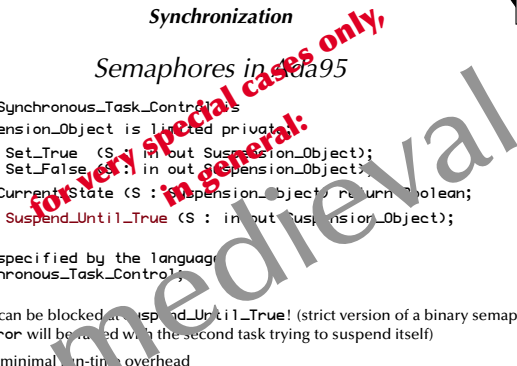 Synchronization
Semaphores in Ada95
Synchronous_Task_Control is
ension_Object is limited private;
Set_True (S : in out Suspension_Object);
Set_False (S : in out Suspension_Object);
Current_State (S : Suspension_Object) return Boolean;
Suspend_Until_True (S : in out Suspension_Object);
specified by the language
hronous_Task_Control;
can be blocked at Suspend_Until_True! (strict version of a binary semap
ror will be raised with the second task trying to suspend itself)
minimal run-time overhead
for very special cases only,
in general:
medieval